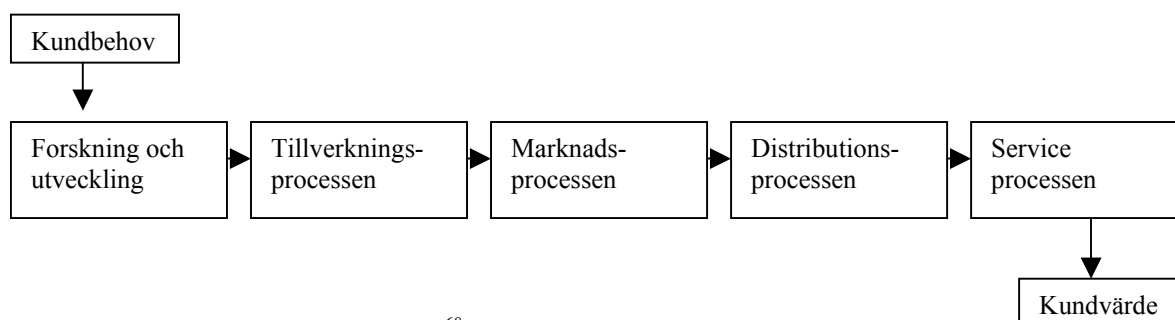 Kundbehov
Forskning och
utveckling
Tillverknings-
processen
Marknads-
processen
Distributions-
processen
Service
processen
Kundvärde